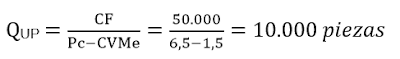 Q_UP = CF / (Pc−CVMe) = 50.000 / (6,5−1,5) = 10.000 piezas